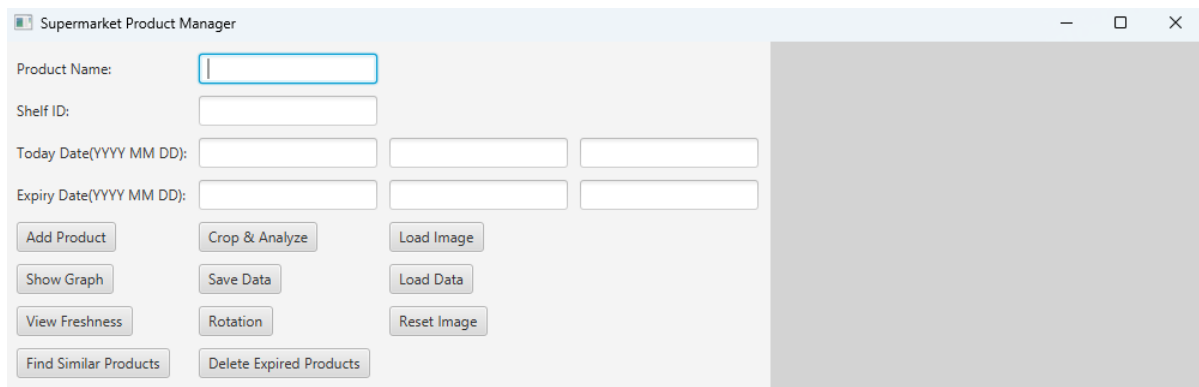 Supermarket Product Manager
Product Name:
Shelf ID:
Today Date(YYYY MM DD):
Expiry Date(YYYY MM DD):
Add Product Crop & Analyze Load Image
Show Graph Save Data Load Data
View Freshness Rotation Reset Image
Find Similar Products Delete Expired Products